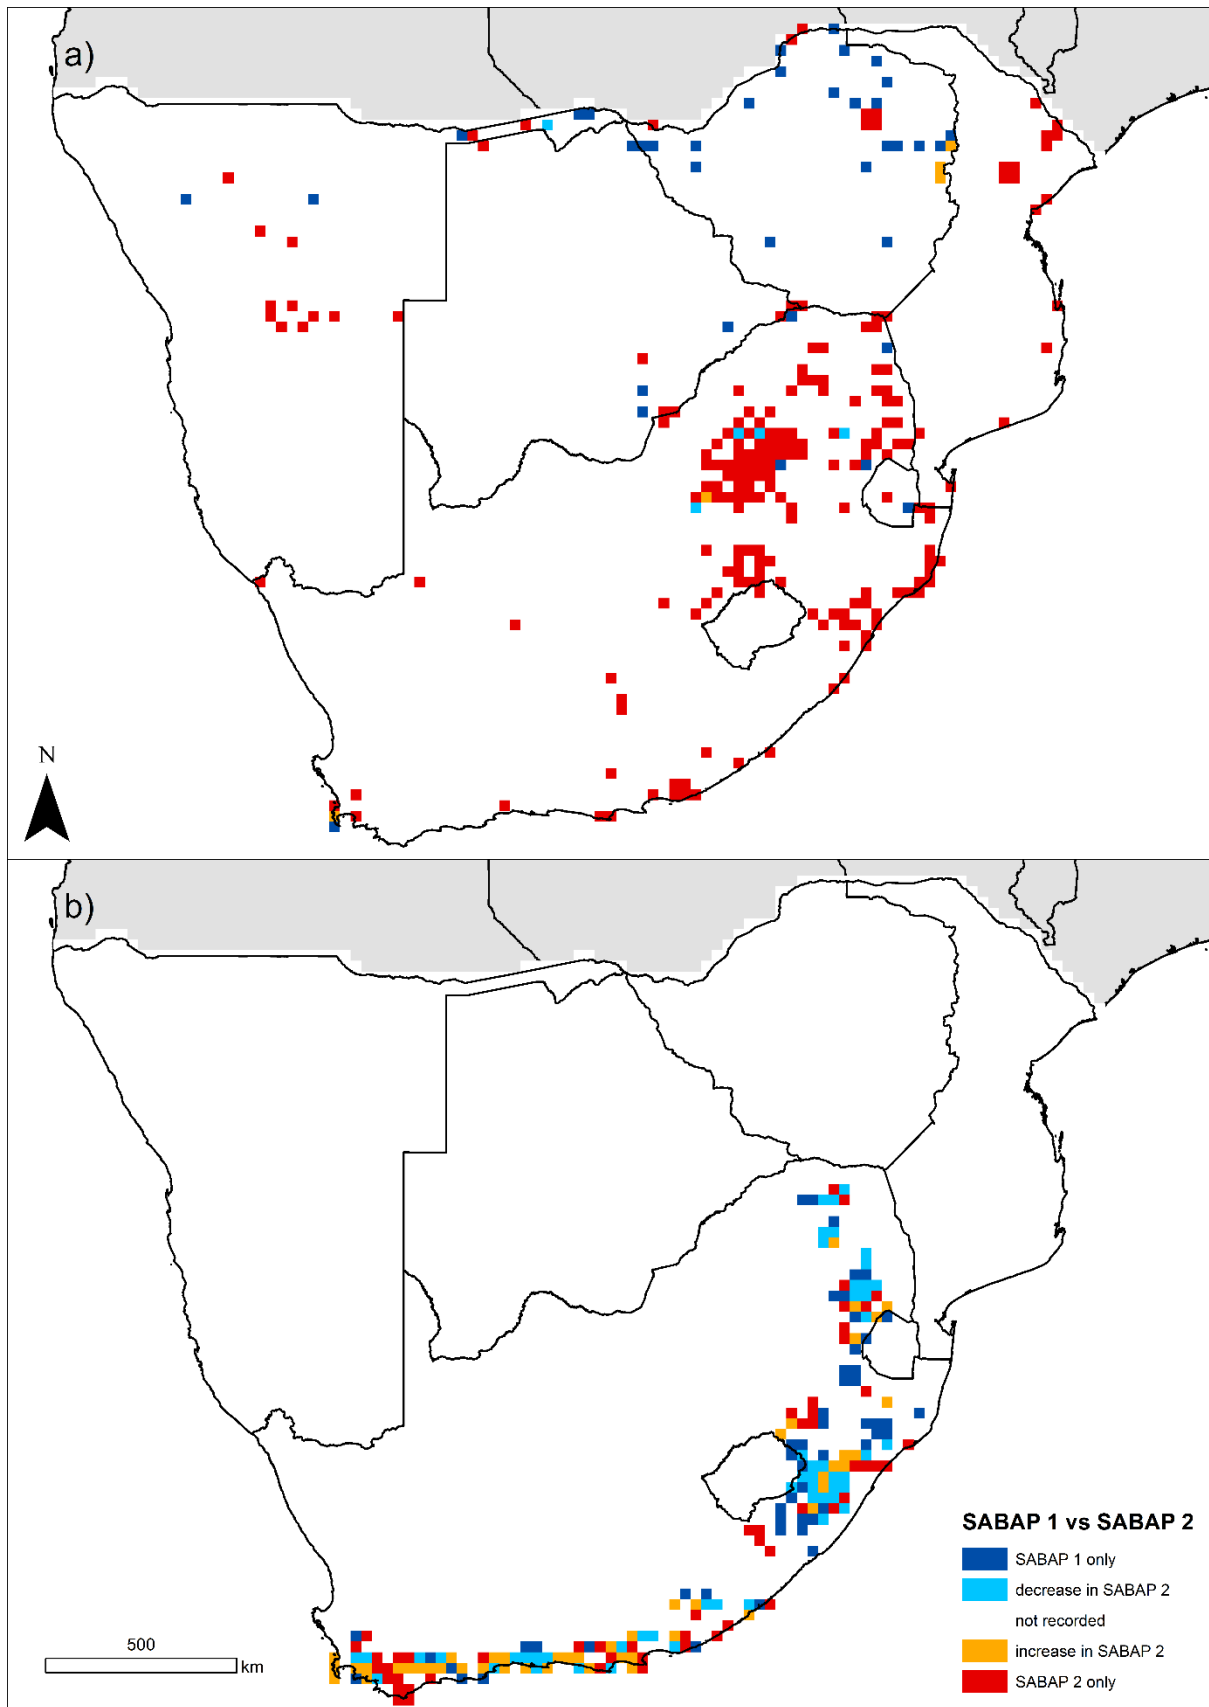 a)
N
b)
SABAP 1 vs SABAP 2
SABAP 1 only
decrease in SABAP 2
not recorded
increase in SABAP 2
SABAP 2 only
500
km